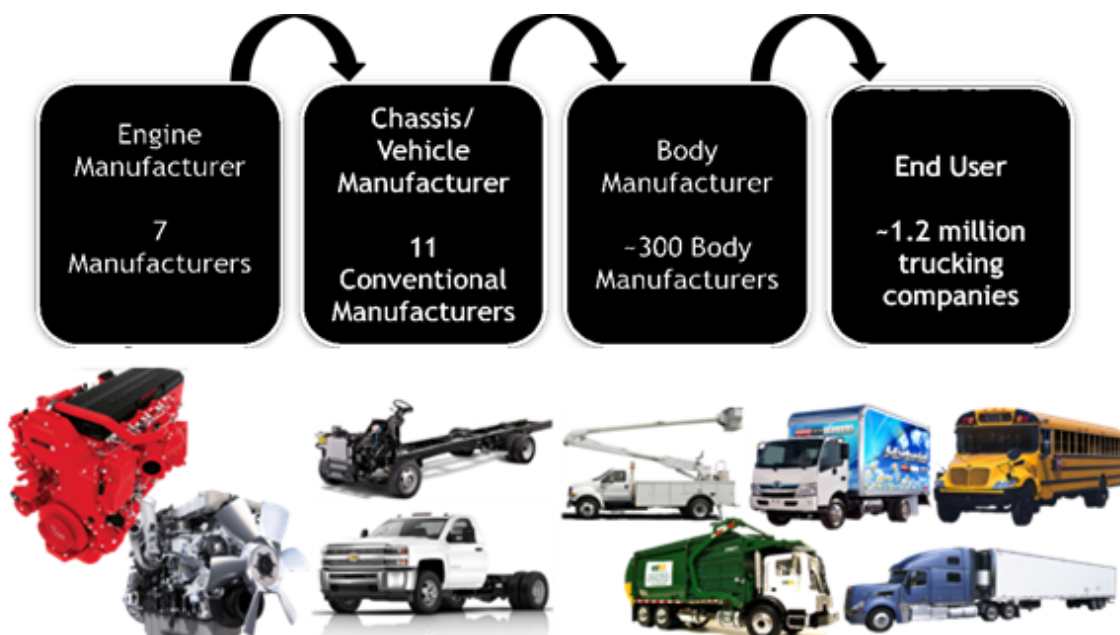 Engine
Manufacturer
7
Manufacturers
Chassis/
Vehicle
Manufacturer
11
Conventional
Manufacturers
Body
Manufacturer
~300 Body
Manufacturers
End User
~1.2 million
trucking
companies